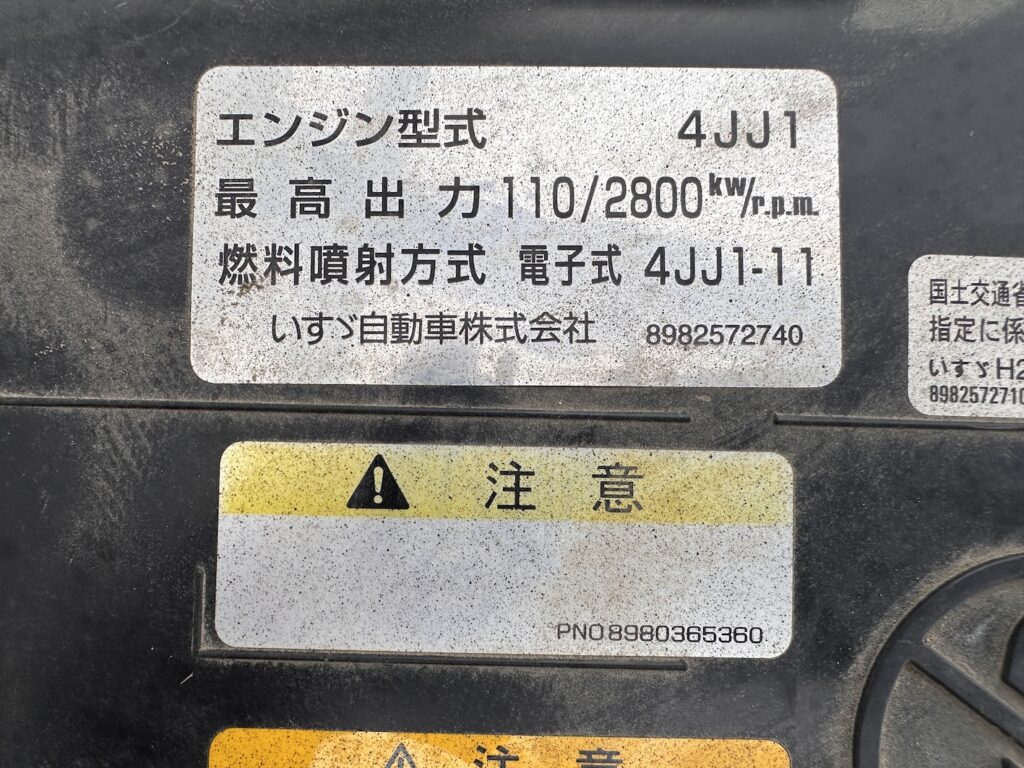 エンジン型式 4JJ1
最高出力 110/2800kw/r.p.m.
燃料噴射方式 電子式 4JJ1-11
いすゞ自動車株式会社 8982572740
国土交通省
指定に係
いすゞH2
8982572710
注意
PNO8980365360
注意